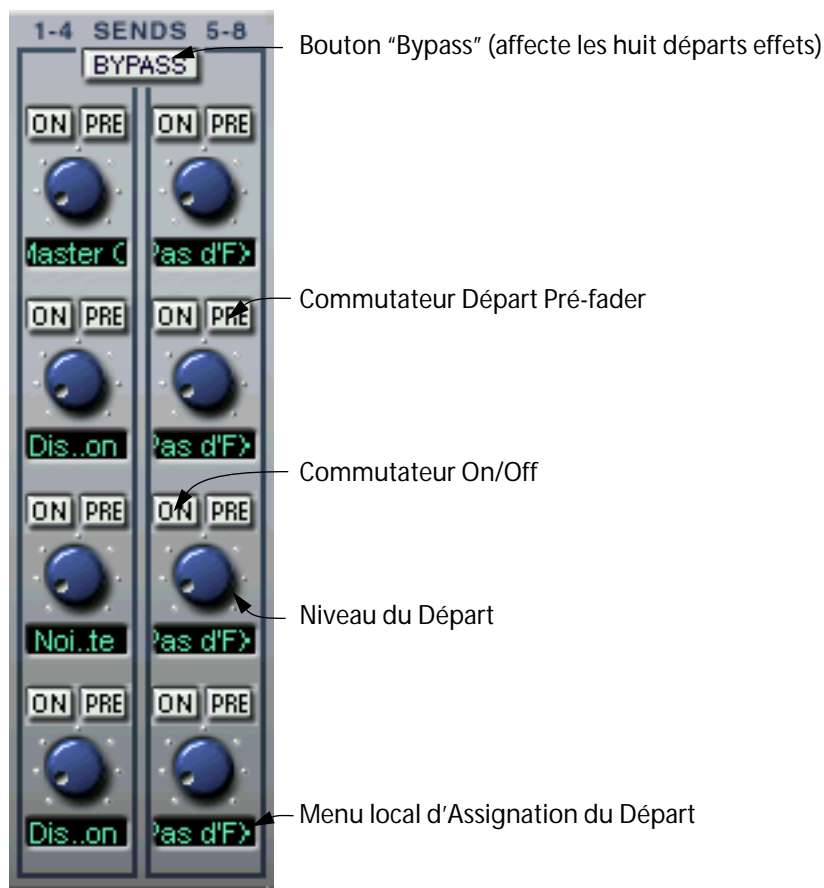 1-4 SENDS 5-8
BYPASS
Bouton “Bypass” (affecte les huit départs effets)
ON PRE ON PRE
Master C Pas d'F>
ON PRE ON PRE
Commutateur Départ Pré-fader
Dis..on Pas d'F>
Commutateur On/Off
ON PRE ON PRE
Niveau du Départ
Noi..te Pas d'F>
ON PRE ON PRE
Menu local d’Assignation du Départ
Dis..on Pas d'F>